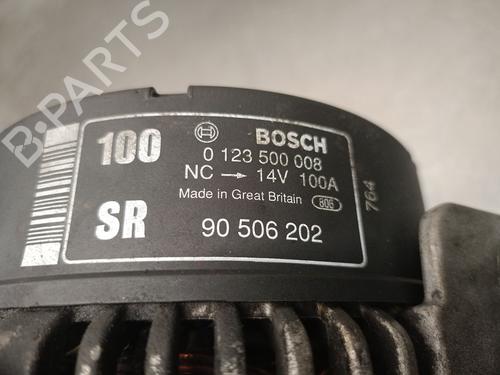 B-PARTS
100
BOSCH
0 123 500 008
NC → 14V 100A
Made in Great Britain 806
764
SR
90 506 202